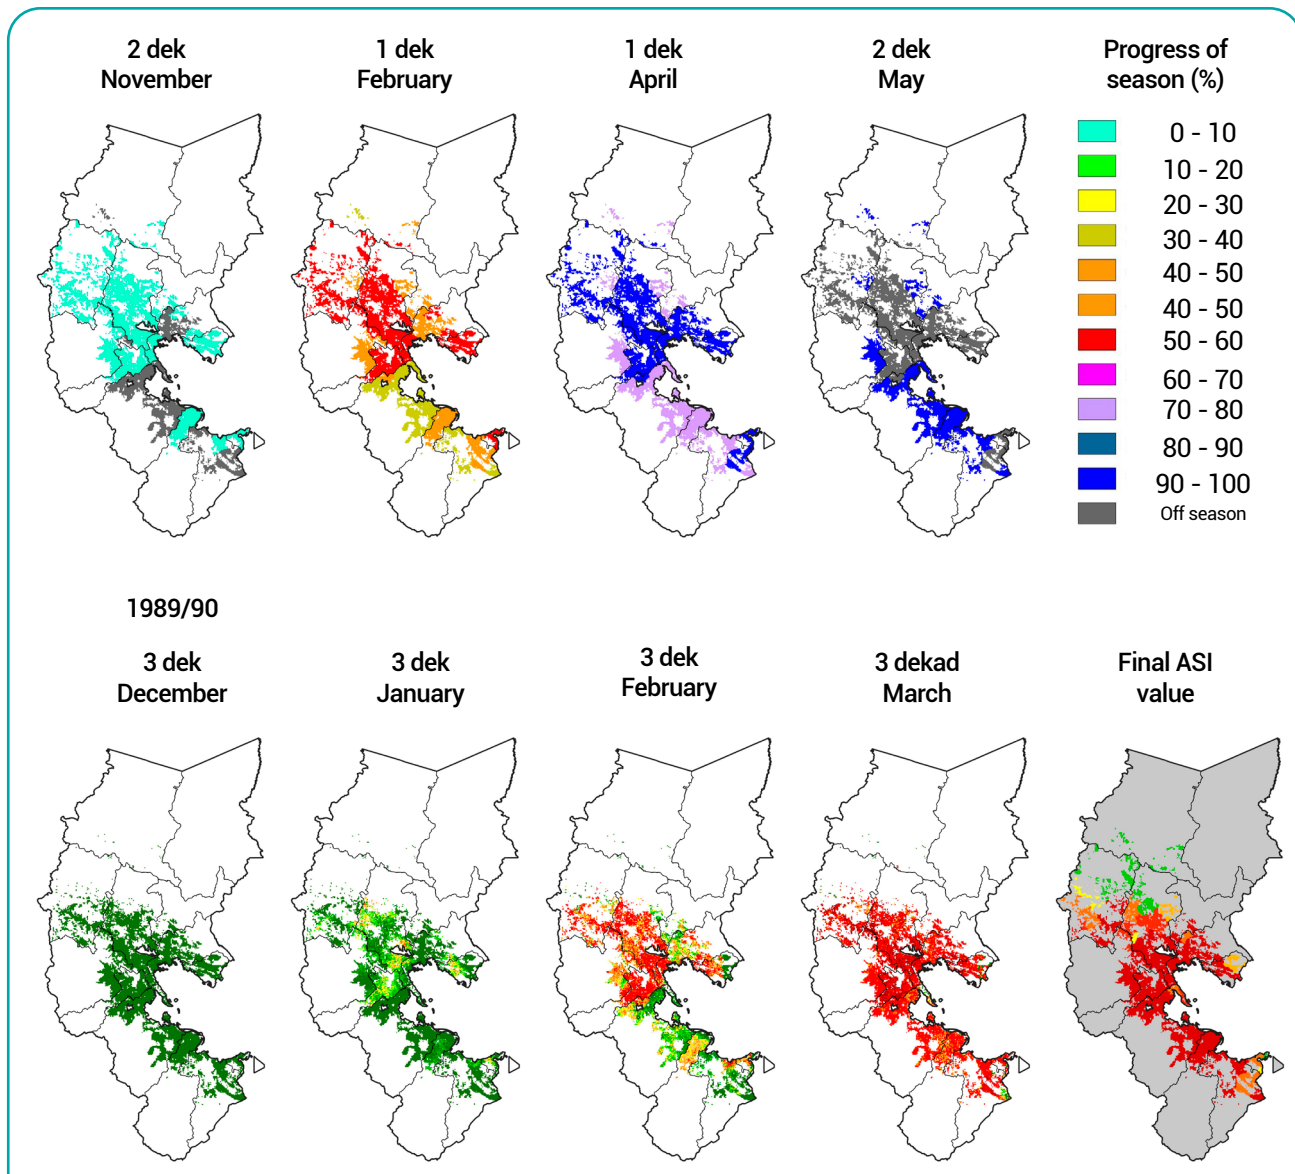 2 dek
November
1 dek
February
1 dek
April
2 dek
May
Progress of
season (%)
0 - 10
10 - 20
20 - 30
30 - 40
40 - 50
40 - 50
50 - 60
60 - 70
70 - 80
80 - 90
90 - 100
Off season
1989/90
3 dek
December
3 dek
January
3 dek
February
3 dekad
March
Final ASI
value